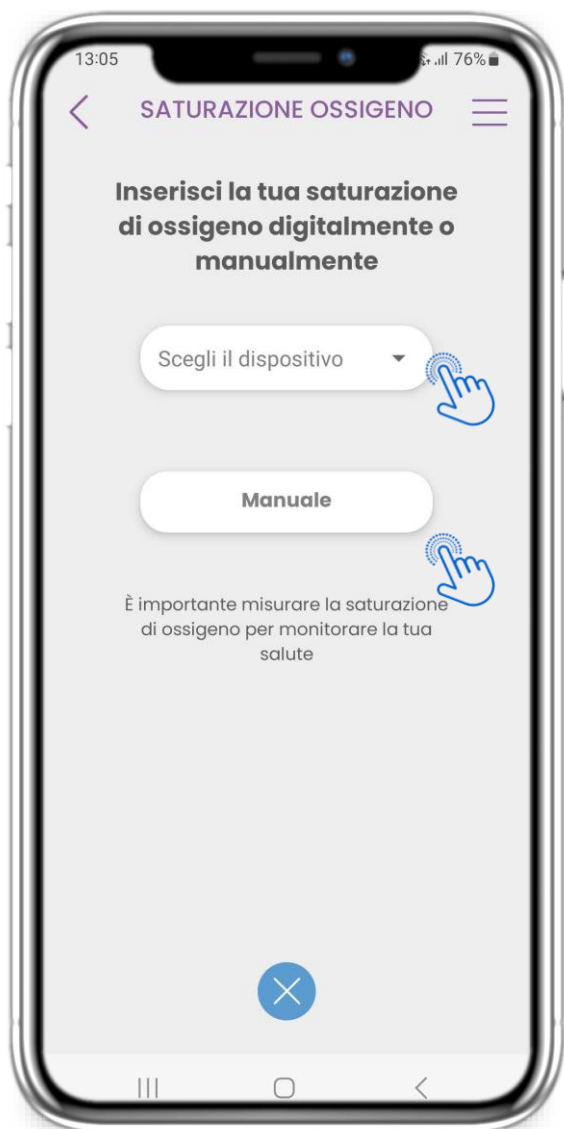 13:05
76%
SATURAZIONE OSSIGENO
Inserisci la tua saturazione
di ossigeno digitalmente o
manualmente
Scegli il dispositivo
Manuale
È importante misurare la saturazione
di ossigeno per monitorare la tua
salute